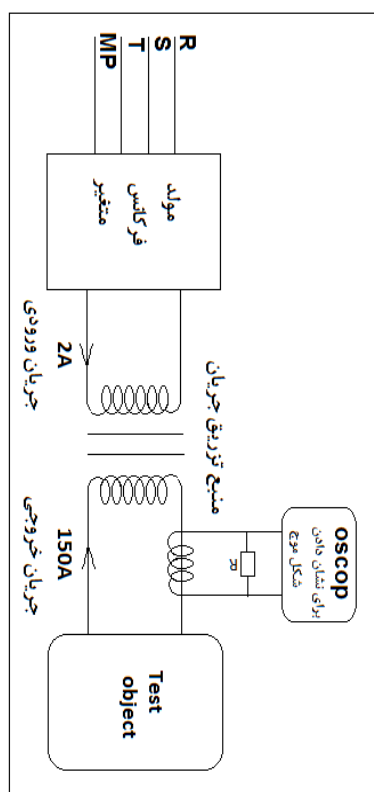 R
S
T
MP
مولد
فرکانس
متغیر
2A
جریان ورودی
منبع تزریق جریان
150A
جریان خروجی
R
oscop
برای نشان دادن
شکل موج
Test
object